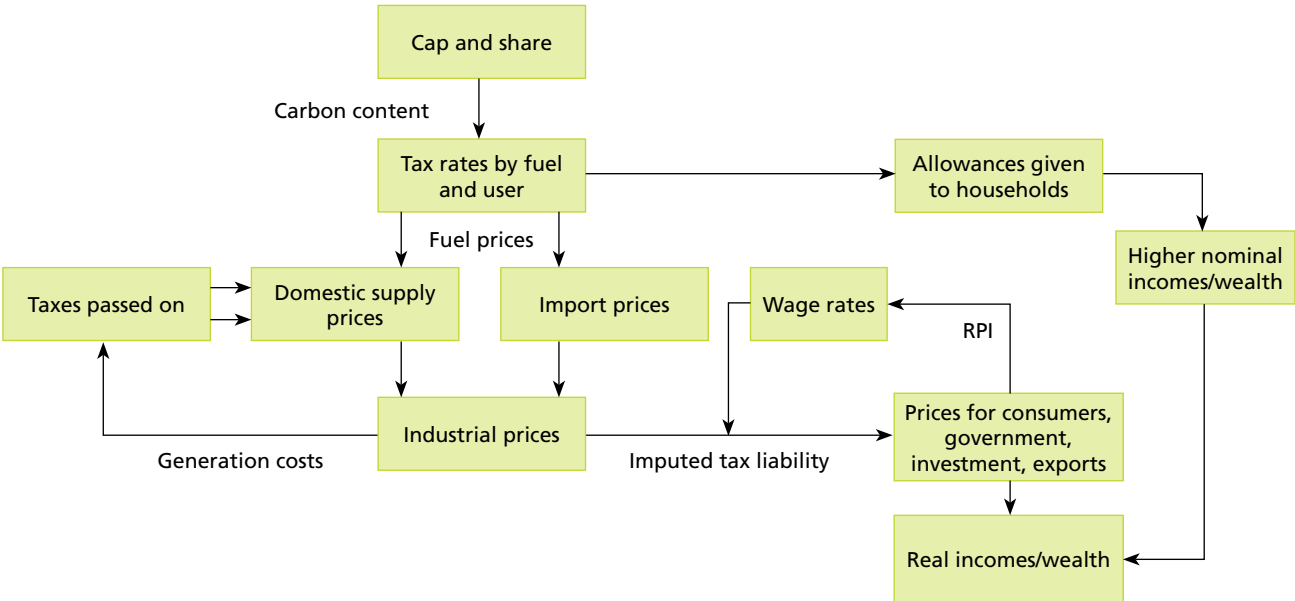 Cap and share
Carbon content
Tax rates by fuel
and user
Allowances given
to households
Fuel prices
Higher nominal
incomes/wealth
Taxes passed on
Domestic supply
prices
Import prices
Wage rates
RPI
Industrial prices
Prices for consumers,
government,
investment, exports
Generation costs
Imputed tax liability
Real incomes/wealth